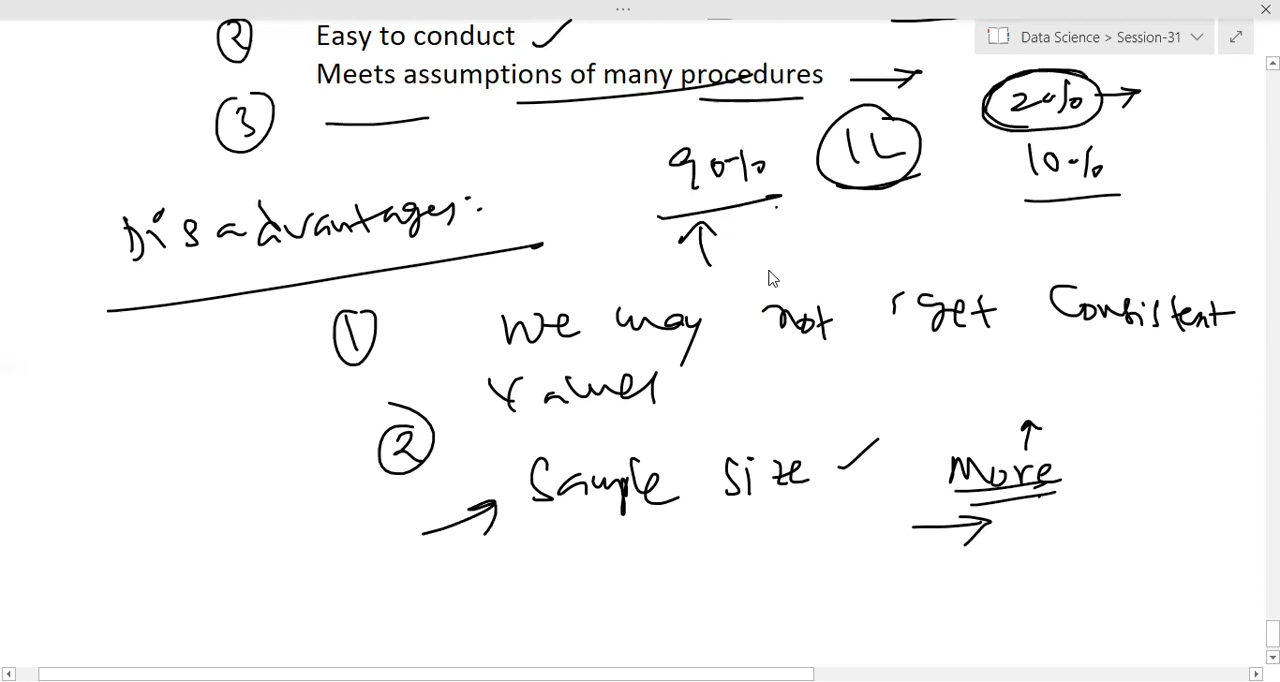 Data Science > Session-31
② Easy to conduct ✓
Meets assumptions of many procedures →
③
20% →
1L
90%
10%
Disadvantages:
① We may not get Consistent
values
②
Sample size ✓ More